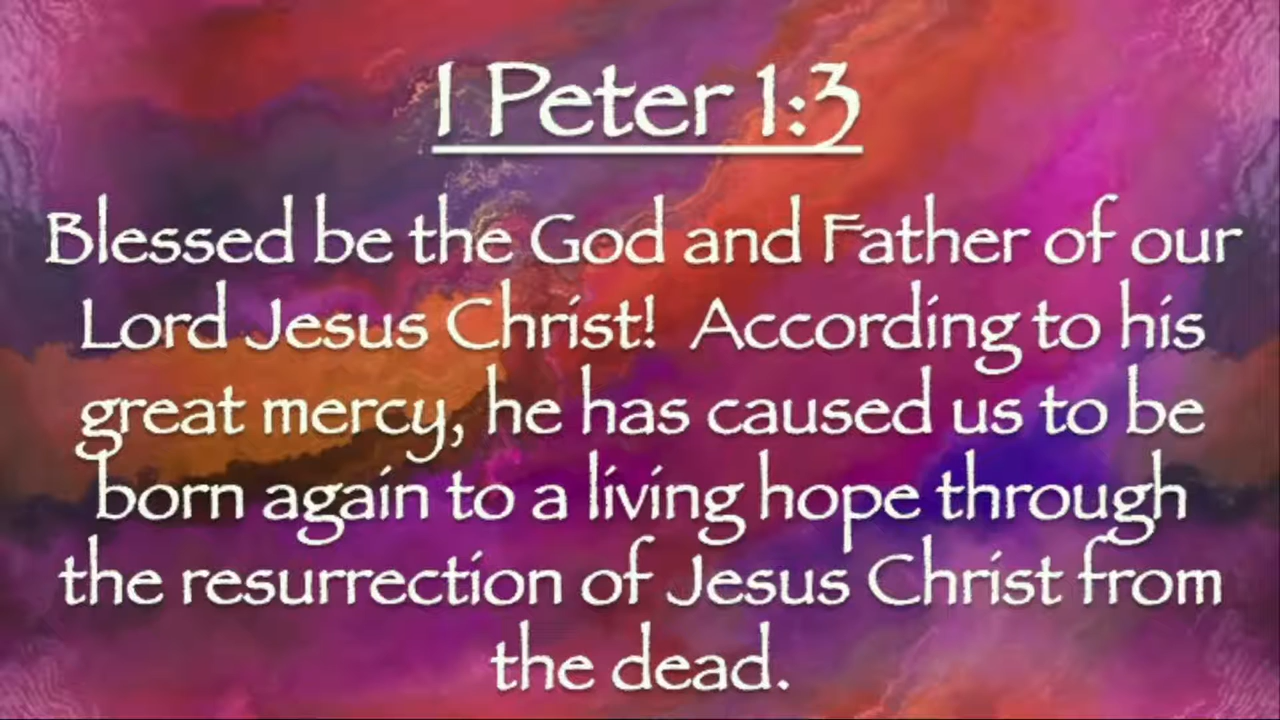 1 Peter 1:3
Blessed be the God and Father of our
Lord Jesus Christ! According to his
great mercy, he has caused us to be
born again to a living hope through
the resurrection of Jesus Christ from
the dead.